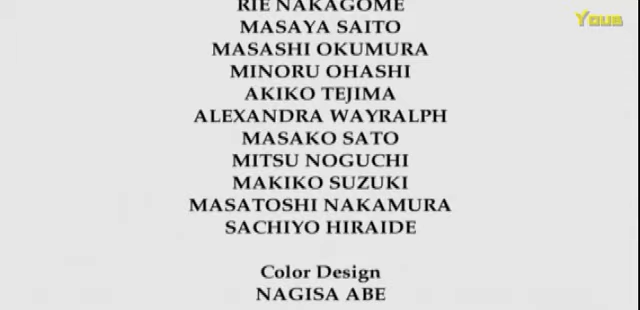 RIE NAKAGOME
Yous
MASAYA SAITO
MASASHI OKUMURA
MINORU OHASHI
AKIKO TEJIMA
ALEXANDRA WAYRALPH
MASAKO SATO
MITSU NOGUCHI
MAKIKO SUZUKI
MASATOSHI NAKAMURA
SACHIYO HIRAIDE
Color Design
NAGISA ABE